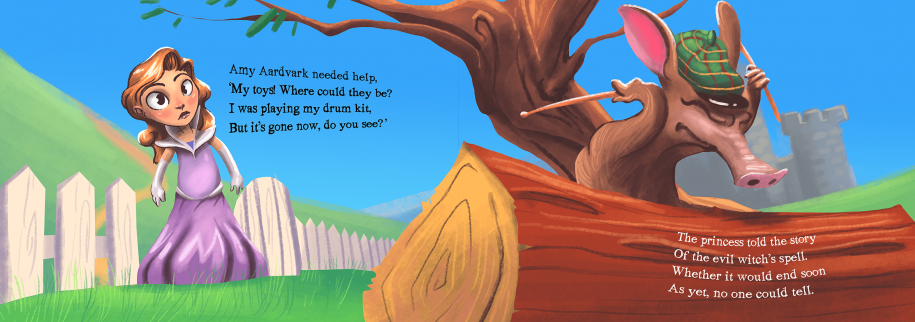 Amy Aardvark needed help,
‘My toys! Where could they be?
I was playing my drum kit,
But it's gone now, do you see?’
The princess told the story
Of the evil witch's spell.
Whether it would end soon
As yet, no one could tell.